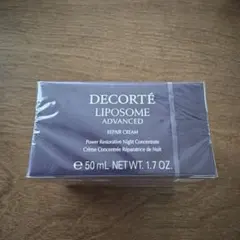 DECORTÉ
LIPOSOME
ADVANCED
REPAIR CREAM
Power Restorative Night Concentrate
Crème Concentrée Réparatrice de Nuit
e 50 mL NET WT. 1.7 OZ.